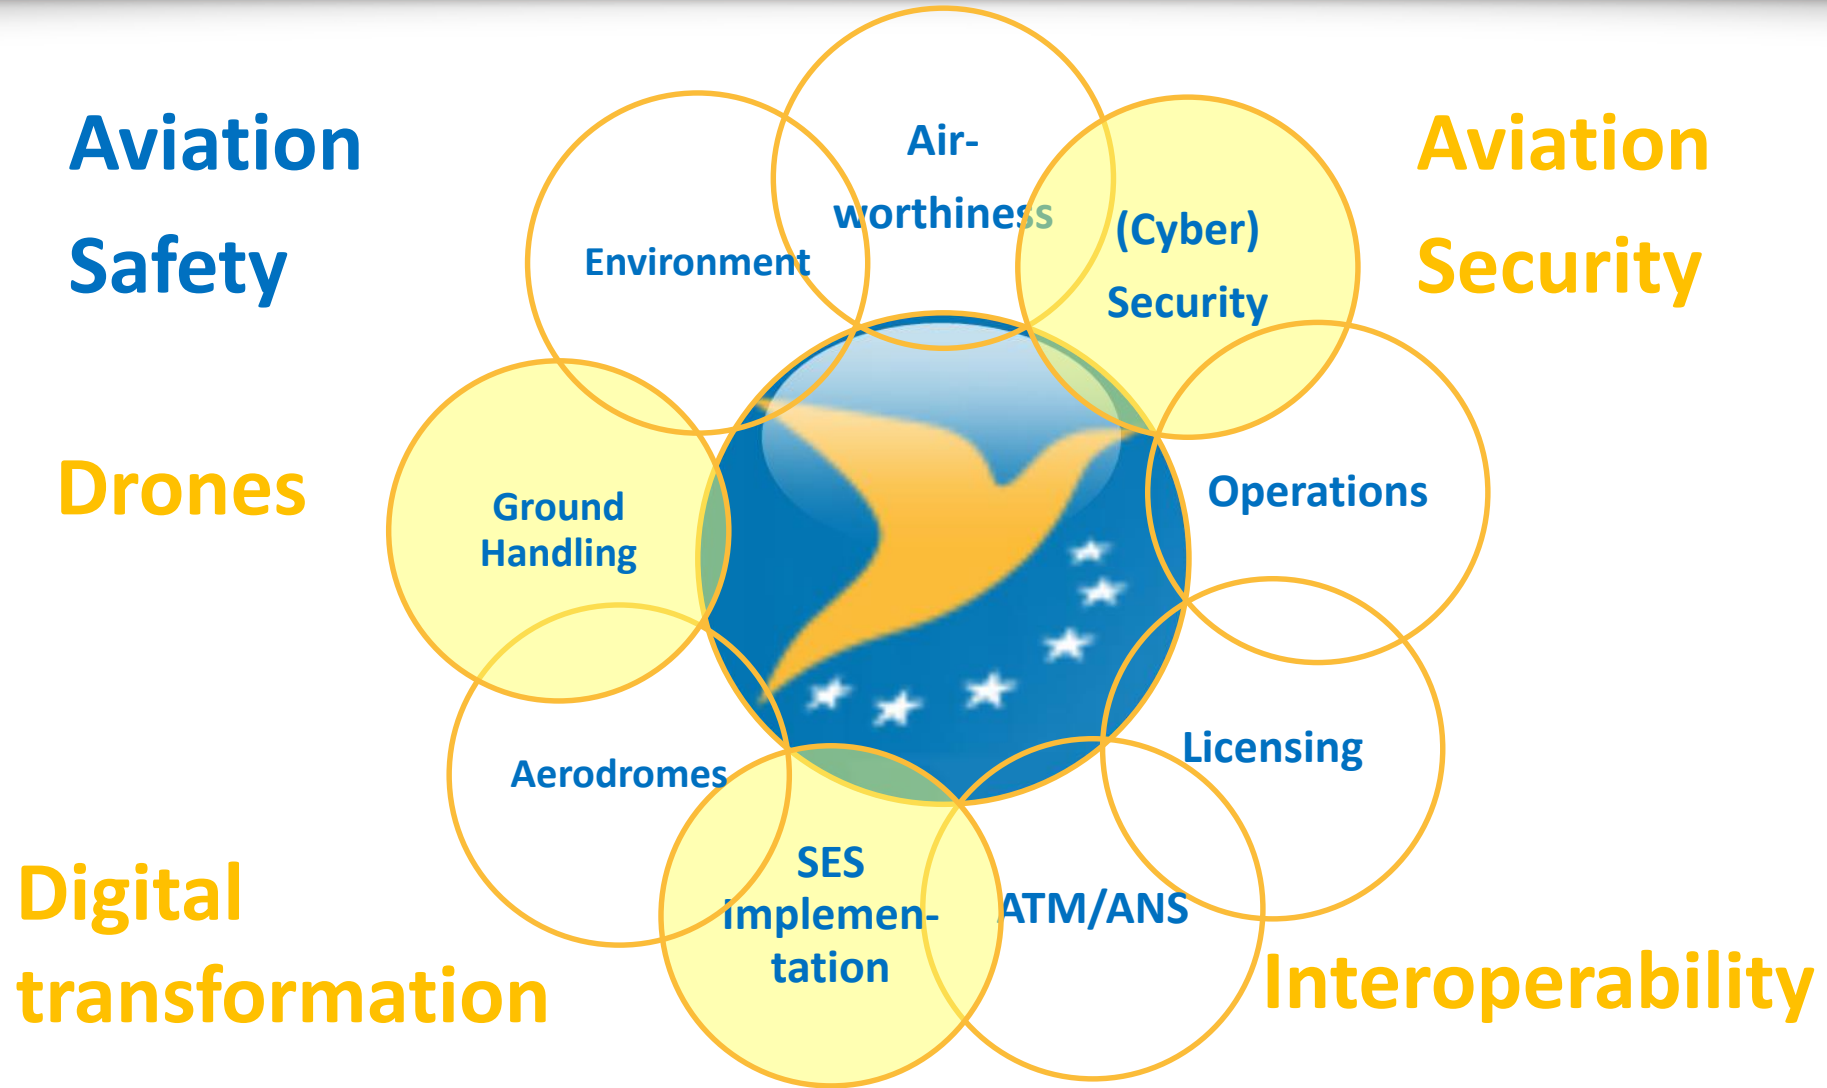 Aviation
Safety
Air-
worthiness
(Cyber)
Security
Aviation
Security
Environment
Drones
Ground
Handling
Operations
Aerodromes
Licensing
SES
implemen-
tation
ATM/ANS
Digital
transformation
Interoperability